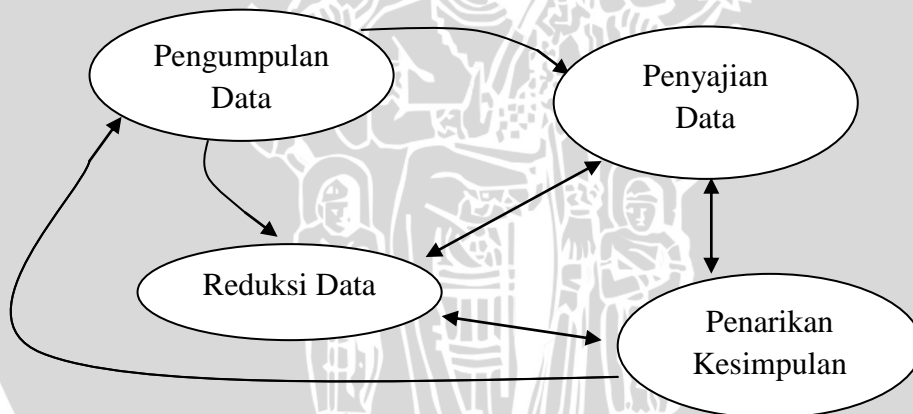 Pengumpulan
Data
Penyajian
Data
Reduksi Data
Penarikan
Kesimpulan